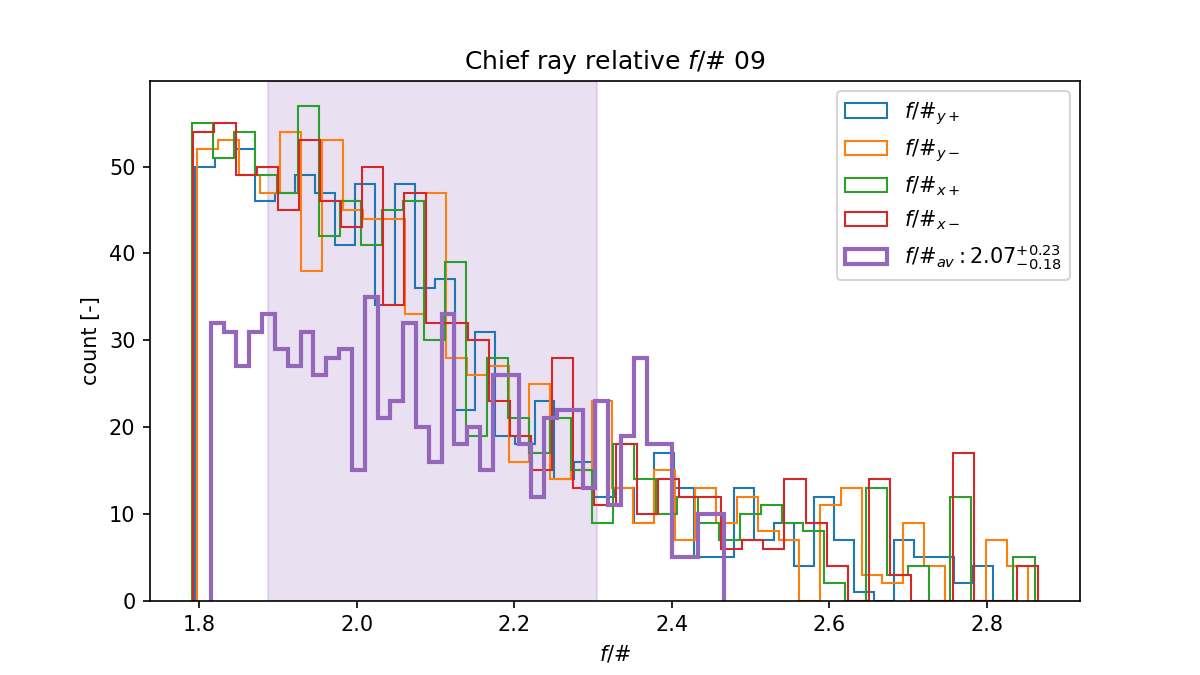 Chief ray relative f/# 09
f/#y+
f/#y−
f/#x+
f/#x−
f/#av : 2.07 +0.23 −0.18
count [-]
50
40
30
20
10
0
1.8 2.0 2.2 2.4 2.6 2.8
f/#